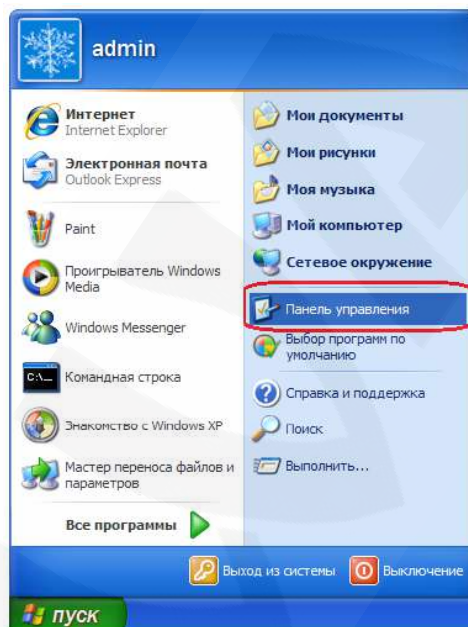 admin
Интернет
Internet Explorer
Электронная почта
Outlook Express
Paint
Проигрыватель Windows
Media
Windows Messenger
C:\_
Командная строка
Знакомство с Windows XP
Мастер переноса файлов и
параметров
Все программы
Мои документы
Мои рисунки
Моя музыка
Мой компьютер
Сетевое окружение
Панель управления
Выбор программ по
умолчанию
Справка и поддержка
Поиск
Выполнить...
Выход из системы
Выключение
пуск